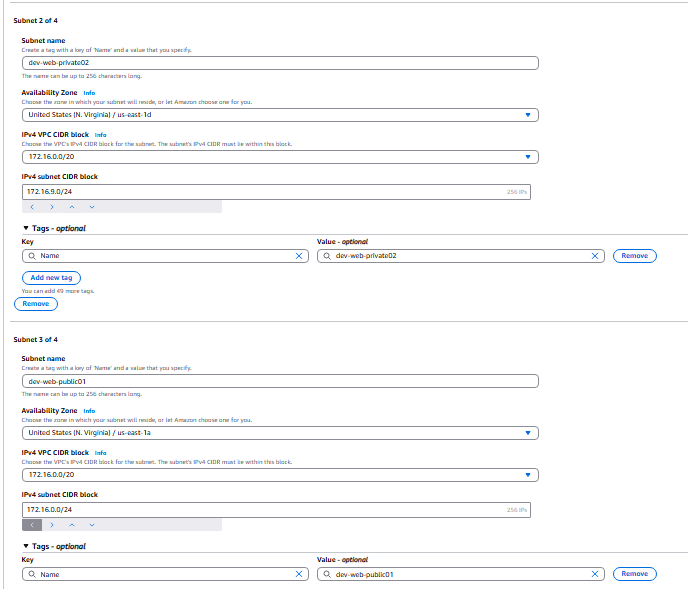 Subnet 2 of 4
Subnet name
Create a tag with a key of 'Name' and a value that you specify.
dev-web-private02
The name can be up to 256 characters long.
Availability Zone Info
Choose the zone in which your subnet will reside, or let Amazon choose one for you.
United States (N. Virginia) / us-east-1d
IPv4 VPC CIDR block Info
Choose the VPC's IPv4 CIDR block for the subnet. The subnet's IPv4 CIDR must lie within this block.
172.16.0.0/20
IPv4 subnet CIDR block
172.16.9.0/24 256 IPs
Tags - optional
Key Value - optional
Name dev-web-private02 Remove
Add new tag
You can add 49 more tags.
Remove
Subnet 3 of 4
Subnet name
Create a tag with a key of 'Name' and a value that you specify.
dev-web-public01
The name can be up to 256 characters long.
Availability Zone Info
Choose the zone in which your subnet will reside, or let Amazon choose one for you.
United States (N. Virginia) / us-east-1a
IPv4 VPC CIDR block Info
Choose the VPC's IPv4 CIDR block for the subnet. The subnet's IPv4 CIDR must lie within this block.
172.16.0.0/20
IPv4 subnet CIDR block
172.16.0.0/24 256 IPs
Tags - optional
Key Value - optional
Name dev-web-public01 Remove